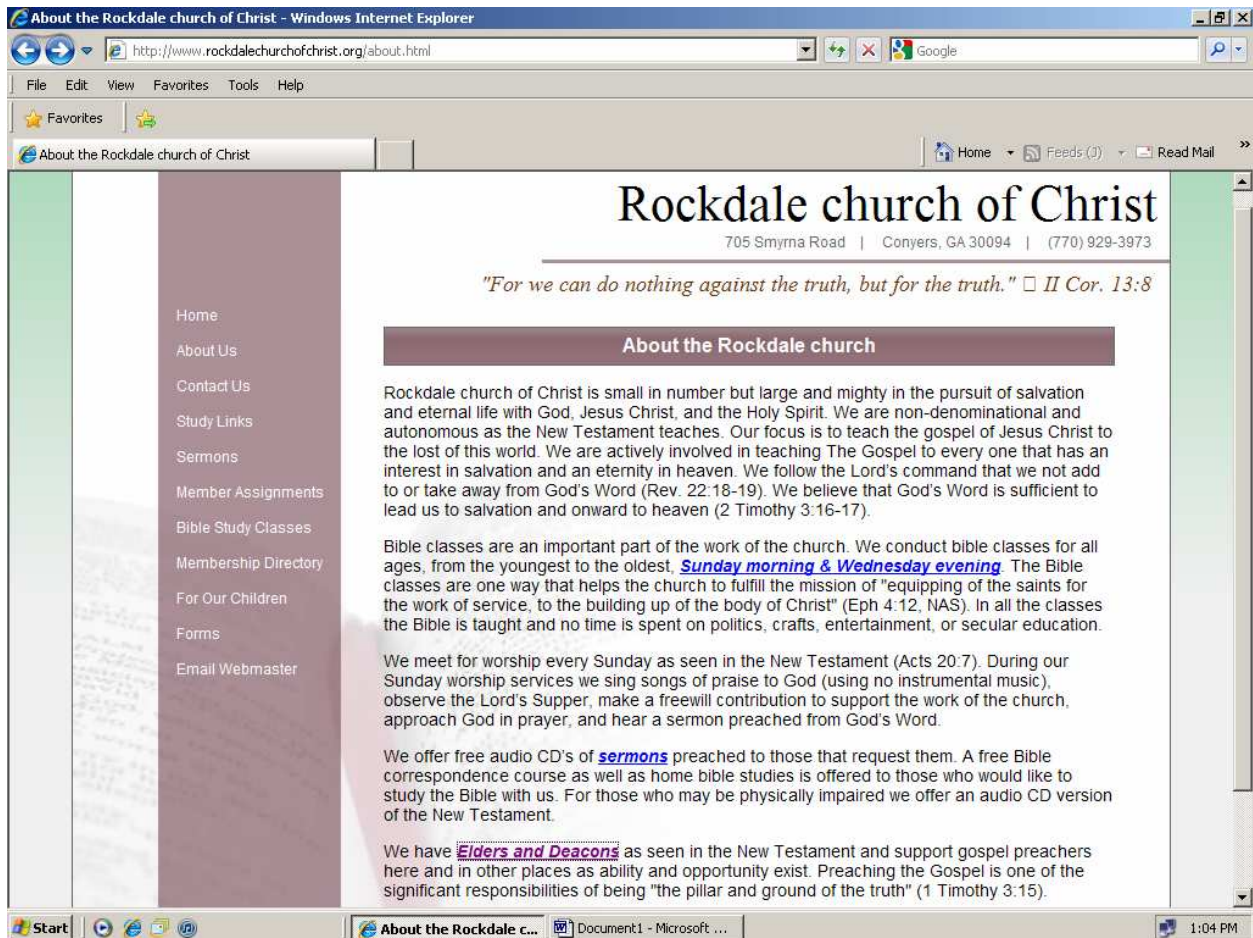 About the Rockdale church of Christ - Windows Internet Explorer
http://www.rockdalechurchofchrist.org/about.html
Google
File Edit View Favorites Tools Help
Favorites
About the Rockdale church of Christ
Home Feeds (J) Read Mail »
Rockdale church of Christ
705 Smyrna Road | Conyers, GA 30094 | (770) 929-3973
"For we can do nothing against the truth, but for the truth." □ II Cor. 13:8
Home
About Us
Contact Us
Study Links
Sermons
Member Assignments
Bible Study Classes
Membership Directory
For Our Children
Forms
Email Webmaster
About the Rockdale church
Rockdale church of Christ is small in number but large and mighty in the pursuit of salvation
and eternal life with God, Jesus Christ, and the Holy Spirit. We are non-denominational and
autonomous as the New Testament teaches. Our focus is to teach the gospel of Jesus Christ to
the lost of this world. We are actively involved in teaching The Gospel to every one that has an
interest in salvation and an eternity in heaven. We follow the Lord's command that we not add
to or take away from God's Word (Rev. 22:18-19). We believe that God's Word is sufficient to
lead us to salvation and onward to heaven (2 Timothy 3:16-17).
Bible classes are an important part of the work of the church. We conduct bible classes for all
ages, from the youngest to the oldest, Sunday morning & Wednesday evening. The Bible
classes are one way that helps the church to fulfill the mission of "equipping of the saints for
the work of service, to the building up of the body of Christ" (Eph 4:12, NAS). In all the classes
the Bible is taught and no time is spent on politics, crafts, entertainment, or secular education.
We meet for worship every Sunday as seen in the New Testament (Acts 20:7). During our
Sunday worship services we sing songs of praise to God (using no instrumental music),
observe the Lord's Supper, make a freewill contribution to support the work of the church,
approach God in prayer, and hear a sermon preached from God's Word.
We offer free audio CD's of sermons preached to those that request them. A free Bible
correspondence course as well as home bible studies is offered to those who would like to
study the Bible with us. For those who may be physically impaired we offer an audio CD version
of the New Testament.
We have Elders and Deacons as seen in the New Testament and support gospel preachers
here and in other places as ability and opportunity exist. Preaching the Gospel is one of the
significant responsibilities of being "the pillar and ground of the truth" (1 Timothy 3:15).
Start About the Rockdale c... Document1 - Microsoft ... 1:04 PM